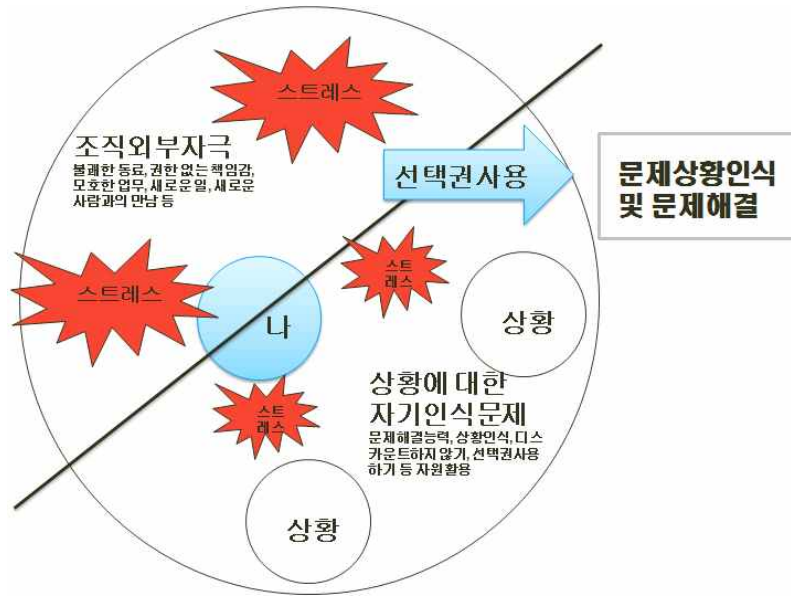 스트레스
조직외부자극
불쾌한 동료, 권한 없는 책임감,
모호한 업무, 새로운일, 새로운
사람과의 만남 등
선택권사용
문제상황인식
및 문제해결
스트레스
나
스트
레스
상황
상황에 대한
자기인식문제
문제해결능력, 상황인식, 디스
카운트하지 않기, 선택권사용
하기 등 자원활용
스트
레스
상황